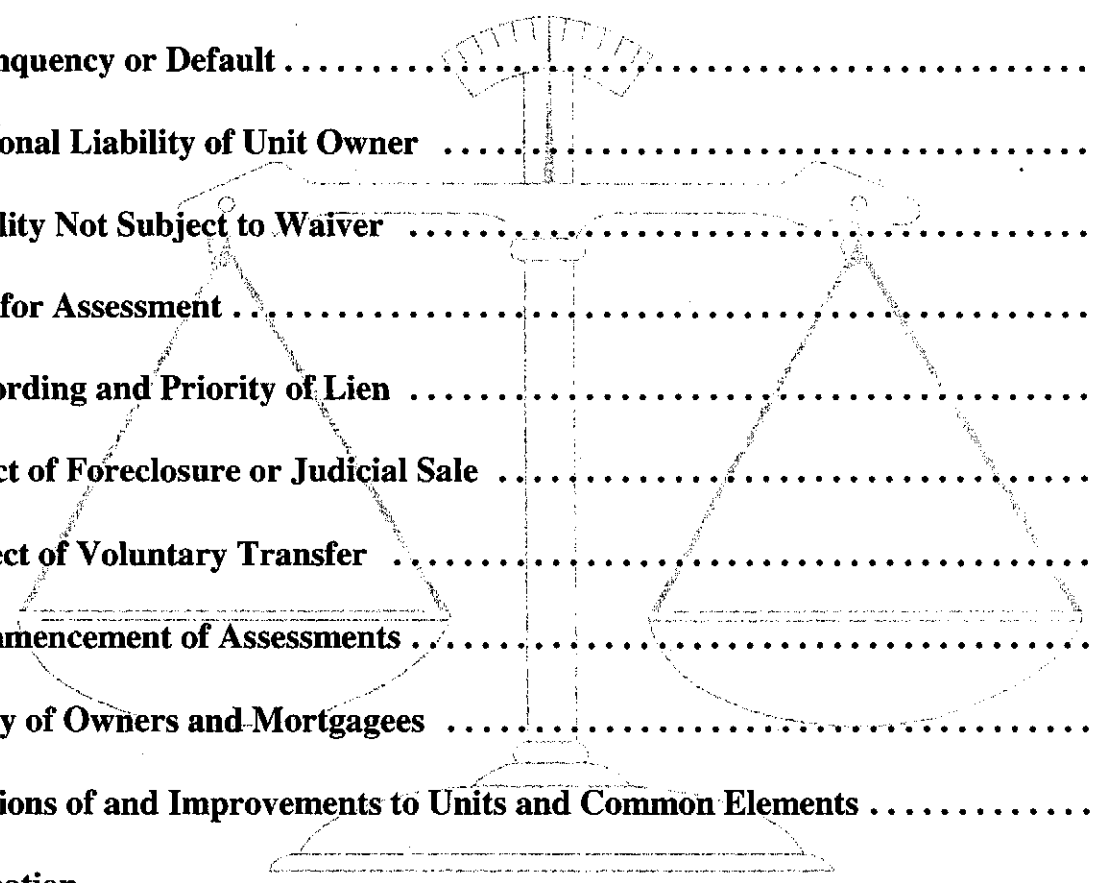 nquency or Default ................................................
onal Liability of Unit Owner ......................................
lity Not Subject to Waiver ........................................
for Assessment ....................................................
ording and Priority of Lien .......................................
ct of Foreclosure or Judicial Sale ................................
ect of Voluntary Transfer .........................................
mmencement of Assessments .........................................
y of Owners and Mortgagees ........................................
ions of and Improvements to Units and Common Elements .............